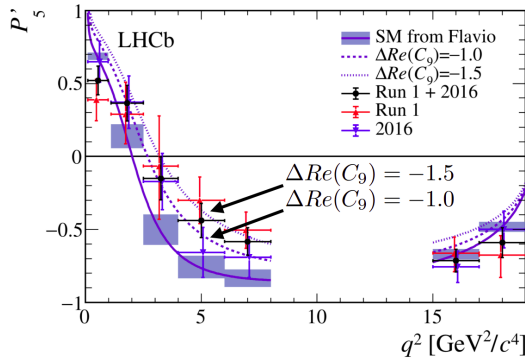 P'₅
1
0.5
0
−0.5
−1
LHCb
SM from Flavio
ΔRe(C₉)=−1.0
ΔRe(C₉)=−1.5
Run 1 + 2016
Run 1
2016
ΔRe(C₉) = −1.5
ΔRe(C₉) = −1.0
0 5 10 15
q² [GeV²/c⁴]